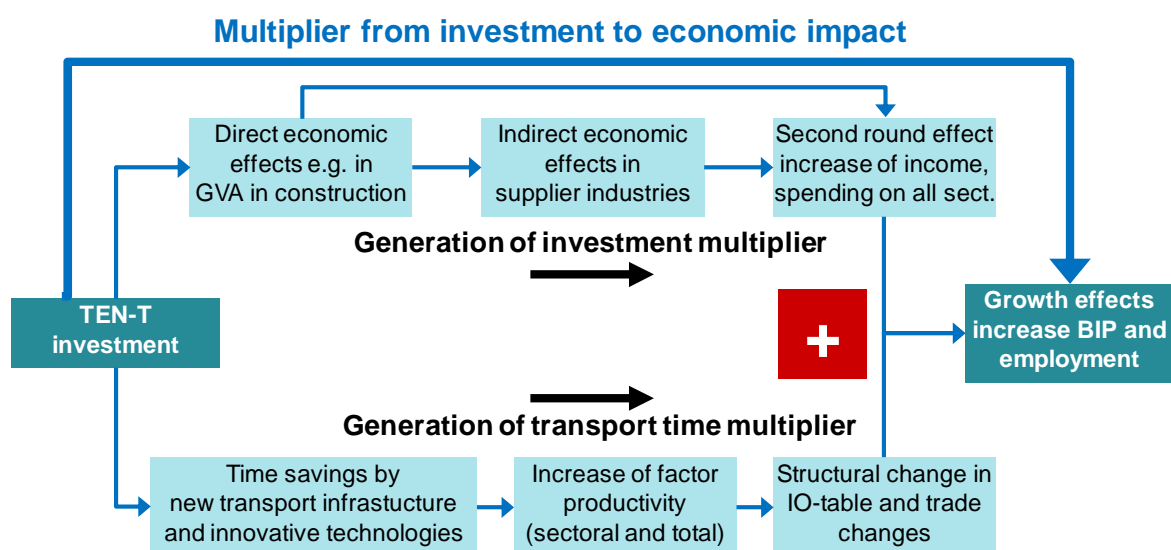 Multiplier from investment to economic impact
Direct economic
effects e.g. in
GVA in construction
Indirect economic
effects in
supplier industries
Second round effect
increase of income,
spending on all sect.
Generation of investment multiplier
TEN-T
investment
+
Growth effects
increase BIP and
employment
Generation of transport time multiplier
Time savings by
new transport infrastucture
and innovative technologies
Increase of factor
productivity
(sectoral and total)
Structural change in
IO-table and trade
changes